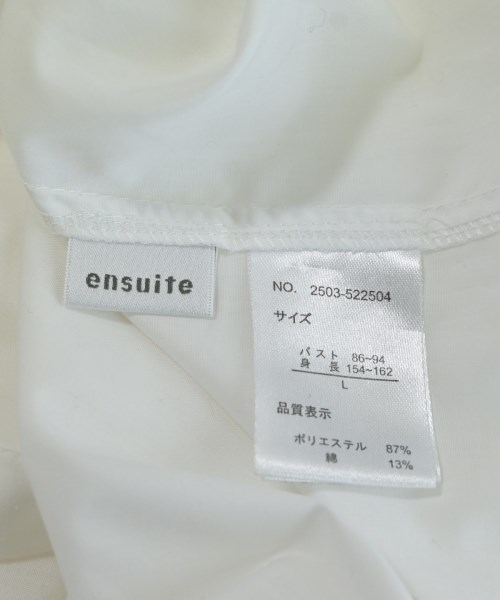 ensuite
NO. 2503-522504
サイズ
バスト 86~94
身長 154~162
L
品質表示
ポリエステル 87%
綿 13%